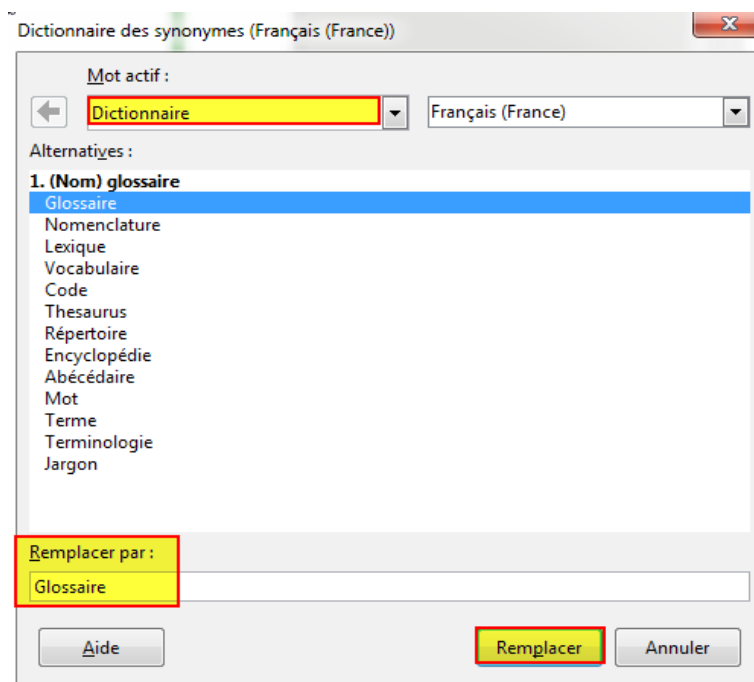 Dictionnaire des synonymes (Français (France))
Mot actif :
Dictionnaire Français (France)
Alternatives :
1. (Nom) glossaire
Glossaire
Nomenclature
Lexique
Vocabulaire
Code
Thesaurus
Répertoire
Encyclopédie
Abécédaire
Mot
Terme
Terminologie
Jargon
Remplacer par :
Glossaire
Aide Remplacer Annuler